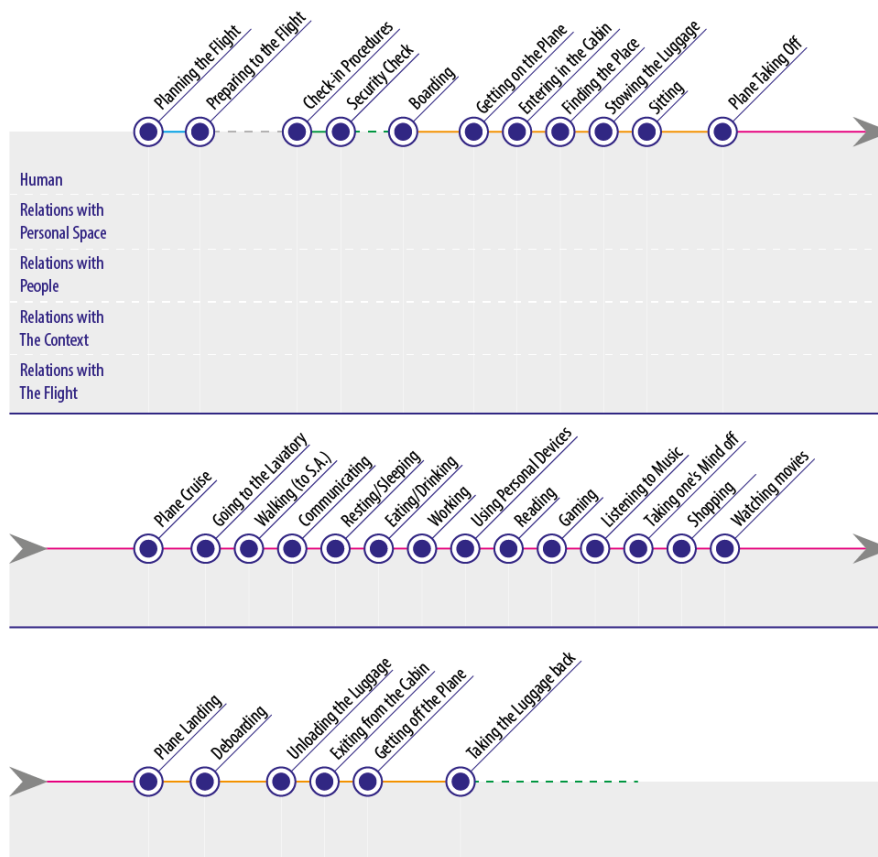 Planning the Flight
Preparing to the Flight
Check-in Procedures
Security Check
Boarding
Getting on the Plane
Entering in the Cabin
Finding the Place
Stowing the Luggage
Sitting
Plane Taking Off
Human
Relations with
Personal Space
Relations with
People
Relations with
The Context
Relations with
The Flight
Plane Cruise
Going to the Lavatory
Walking (to S.A.)
Communicating
Resting/Sleeping
Eating/Drinking
Working
Using Personal Devices
Reading
Gaming
Listening to Music
Taking one's Mind off
Shopping
Watching movies
Plane Landing
Deboarding
Unloading the Luggage
Exiting from the Cabin
Getting off the Plane
Taking the Luggage back